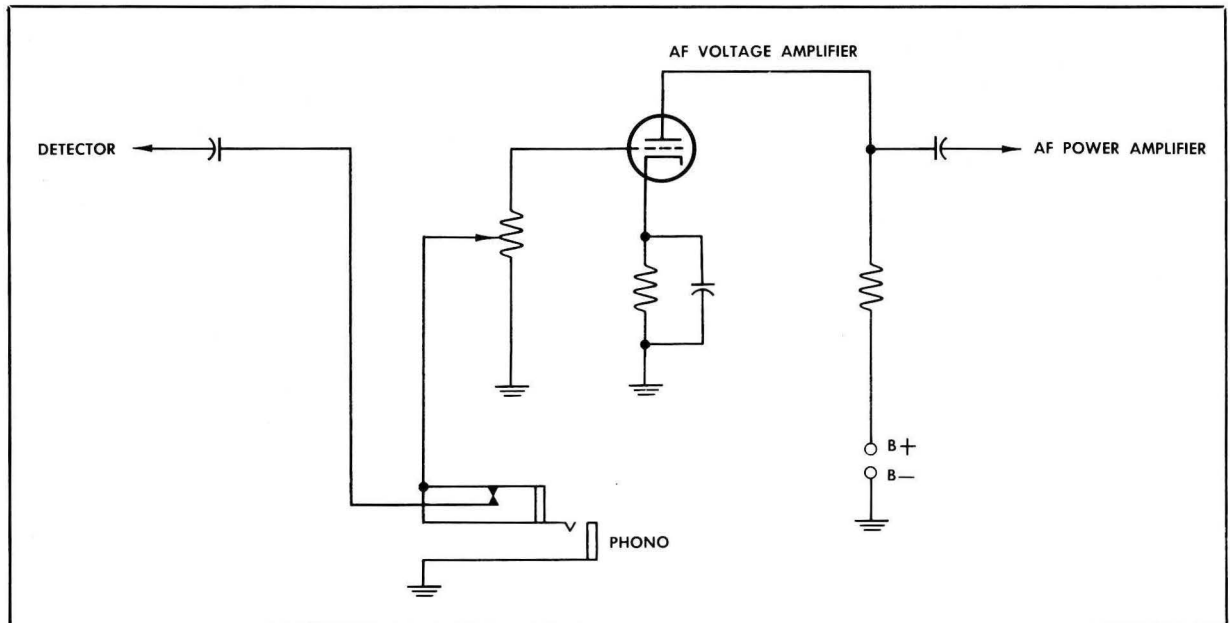 AF VOLTAGE AMPLIFIER
DETECTOR
AF POWER AMPLIFIER
B+
B−
PHONO